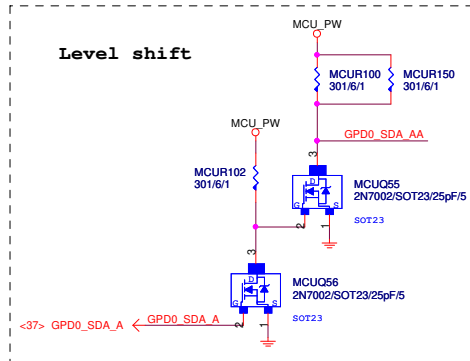 MCU_PW
Level shift
MCUR100
301/6/1
MCUR150
301/6/1
GPD0_SDA_AA
MCU_PW
3
MCUR102
301/6/1
D
G
S
MCUQ55
2N7002/SOT23/25pF/5
2
1
SOT23
3
D
G
S
MCUQ56
2N7002/SOT23/25pF/5
SOT23
<37> GPD0_SDA_A
GPD0_SDA_A
2
1